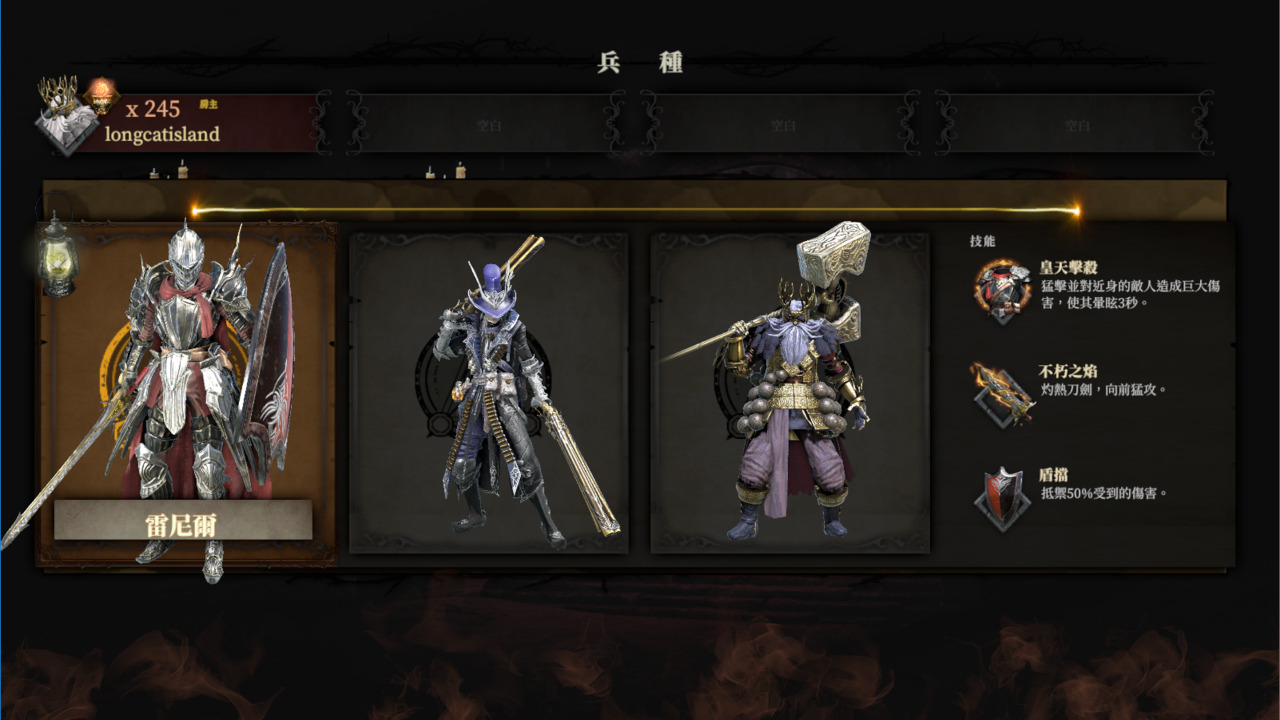 兵 種
x 245 房主
longcatisland
空白
空白
空白
技能
皇天擊殺
猛擊並對近身的敵人造成巨大傷
害，使其暈眩3秒。
不朽之焰
灼熱刀劍，向前猛攻。
盾擋
抵禦50%受到的傷害。
雷尼爾